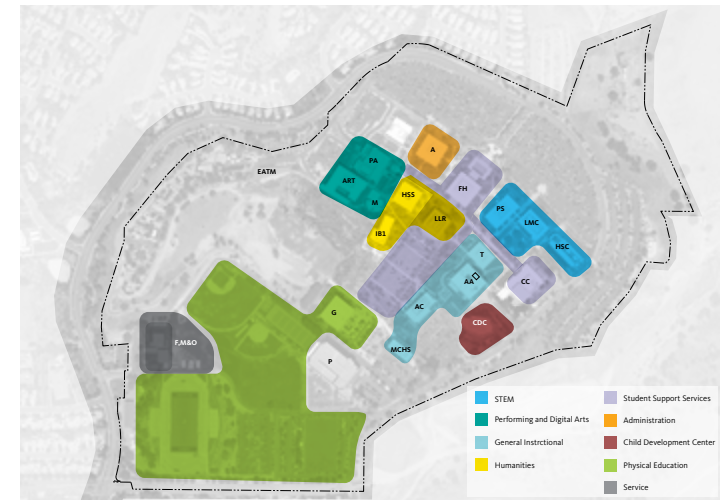 A
PA
EATM
ART
FH
HSS
M
PS
LLR
LMC
IB1
HSC
T
AA
CC
AC
G
CDC
F,M&O
MCHS
P
STEM
Performing and Digital Arts
General Instrctional
Humanities
Student Support Services
Administration
Child Development Center
Physical Education
Service